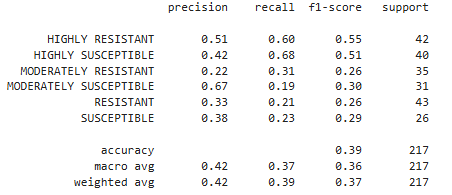 precision recall f1-score support
HIGHLY RESISTANT 0.51 0.60 0.55 42
HIGHLY SUSCEPTIBLE 0.42 0.68 0.51 40
MODERATELY RESISTANT 0.22 0.31 0.26 35
MODERATELY SUSCEPTIBLE 0.67 0.19 0.30 31
RESISTANT 0.33 0.21 0.26 43
SUSCEPTIBLE 0.38 0.23 0.29 26
accuracy 0.39 217
macro avg 0.42 0.37 0.36 217
weighted avg 0.42 0.39 0.37 217